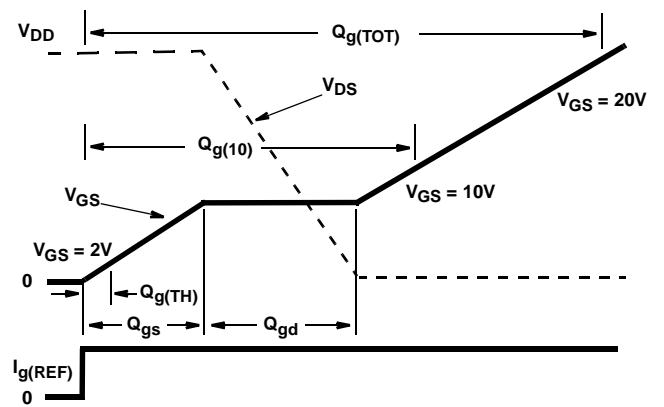 V_DD
Q_g(TOT)
V_DS
V_GS = 20V
Q_g(10)
V_GS
V_GS = 10V
V_GS = 2V
0
Q_g(TH)
Q_gs
Q_gd
I_g(REF)
0